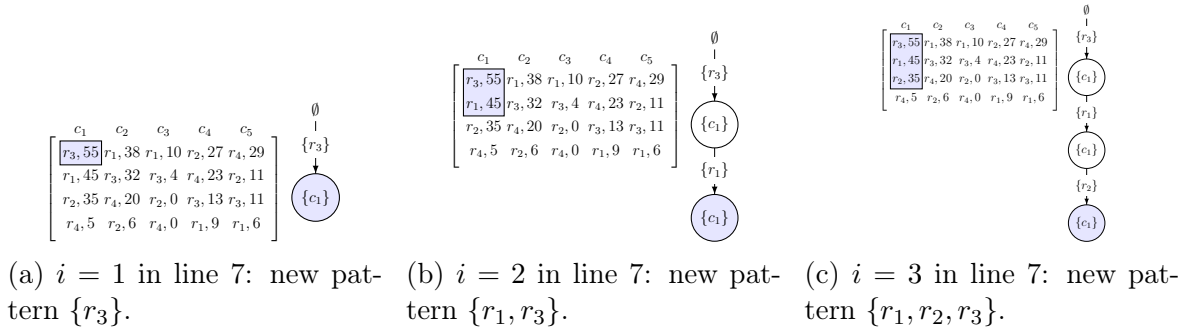 ∅
{r3}
{c1}
c1 c2 c3 c4 c5
r3, 55 r1, 38 r1, 10 r2, 27 r4, 29
r1, 45 r3, 32 r3, 4 r4, 23 r2, 11
r2, 35 r4, 20 r2, 0 r3, 13 r3, 11
r4, 5 r2, 6 r4, 0 r1, 9 r1, 6
(a) i = 1 in line 7: new pat-
tern {r3}.
∅
{r3}
{c1}
{r1}
{c1}
c1 c2 c3 c4 c5
r3, 55 r1, 38 r1, 10 r2, 27 r4, 29
r1, 45 r3, 32 r3, 4 r4, 23 r2, 11
r2, 35 r4, 20 r2, 0 r3, 13 r3, 11
r4, 5 r2, 6 r4, 0 r1, 9 r1, 6
(b) i = 2 in line 7: new pat-
tern {r1, r3}.
∅
{r3}
{c1}
{r1}
{c1}
{r2}
{c1}
c1 c2 c3 c4 c5
r3, 55 r1, 38 r1, 10 r2, 27 r4, 29
r1, 45 r3, 32 r3, 4 r4, 23 r2, 11
r2, 35 r4, 20 r2, 0 r3, 13 r3, 11
r4, 5 r2, 6 r4, 0 r1, 9 r1, 6
(c) i = 3 in line 7: new pat-
tern {r1, r2, r3}.